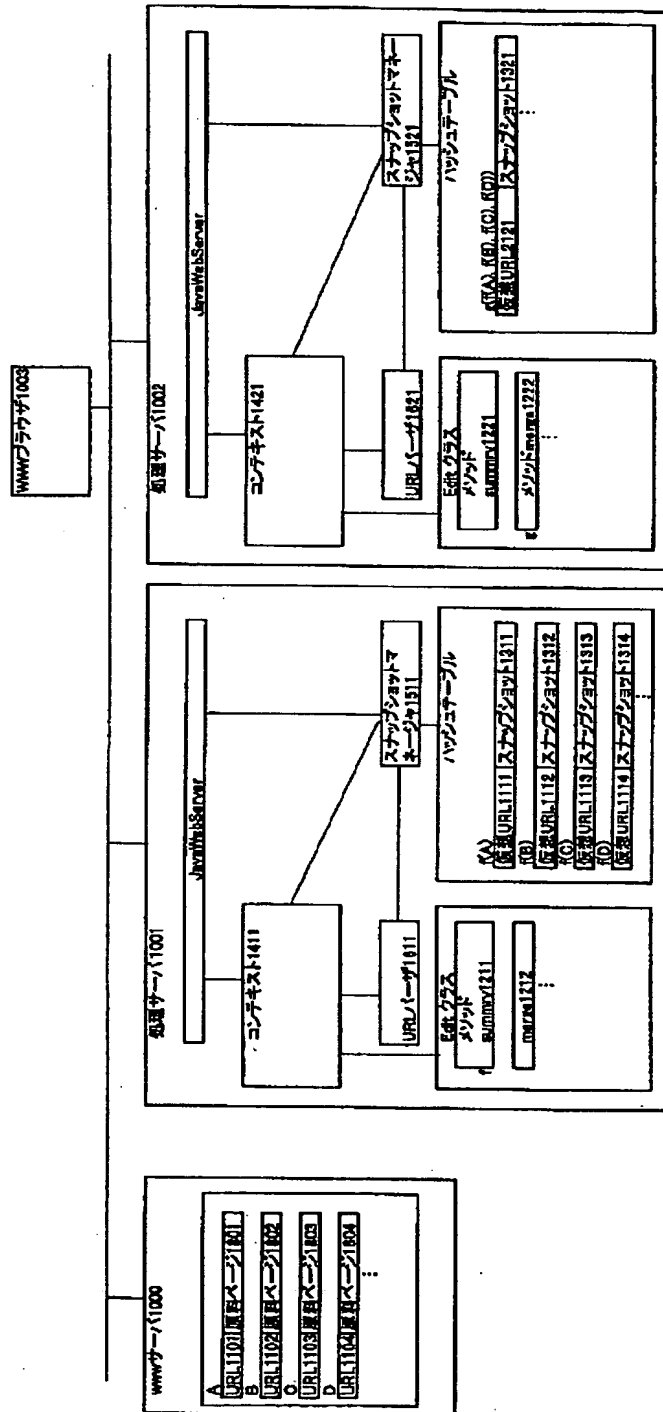 wwwブラウザ1003
wwwサーバ1000
A
URL1101 原料ページ1801
B
URL1102 原料ページ1802
C
URL1103 原料ページ1803
D
URL1104 原料ページ1804
⋮
処理サーバ1001
JavaWebServer
コンテキスト1411
スナップショットマ
ネージャ1511
URLパーザ1611
Edit クラス
メソッド
summry1211
f
merge1212
⋮
ハッシュテーブル
f(A)
仮想URL1111 スナップショット1311
f(B)
仮想URL1112 スナップショット1312
f(C)
仮想URL1113 スナップショット1313
f(D)
仮想URL1114 スナップショット1314
⋮
処理サーバ1002
JavaWebServer
コンテキスト1421
スナップショットマネー
ジャ1521
URLパーザ1621
Edit クラス
メソッド
summry1221
メソッドmerge1222
g
⋮
ハッシュテーブル
g(f(A), f(B), f(C), f(D))
仮想URL2121 スナップショット1321
⋮